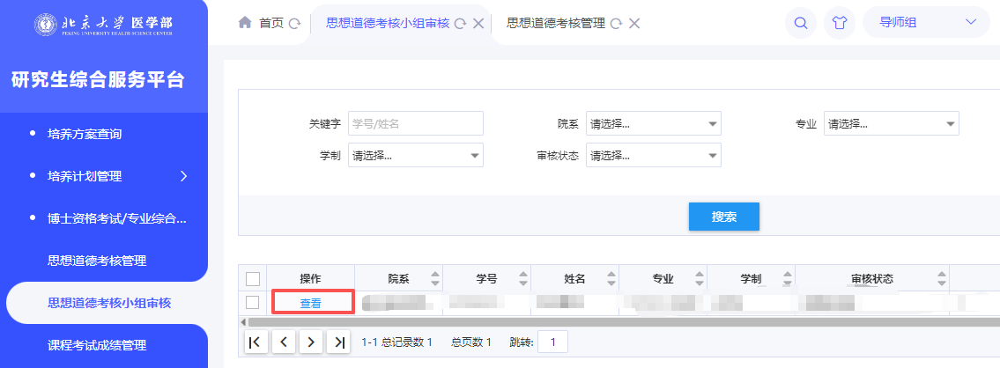 北京大学 医学部
PEKING UNIVERSITY HEALTH SCIENCE CENTER
首页 思想道德考核小组审核 思想道德考核管理 导师组
研究生综合服务平台
培养方案查询
培养计划管理
博士资格考试/专业综合...
思想道德考核管理
思想道德考核小组审核
课程考试成绩管理
关键字 学号/姓名 院系 请选择... 专业 请选择...
学制 请选择... 审核状态 请选择...
搜索
操作 院系 学号 姓名 专业 学制 审核状态
查看
1-1 总记录数 1 总页数 1 跳转: 1